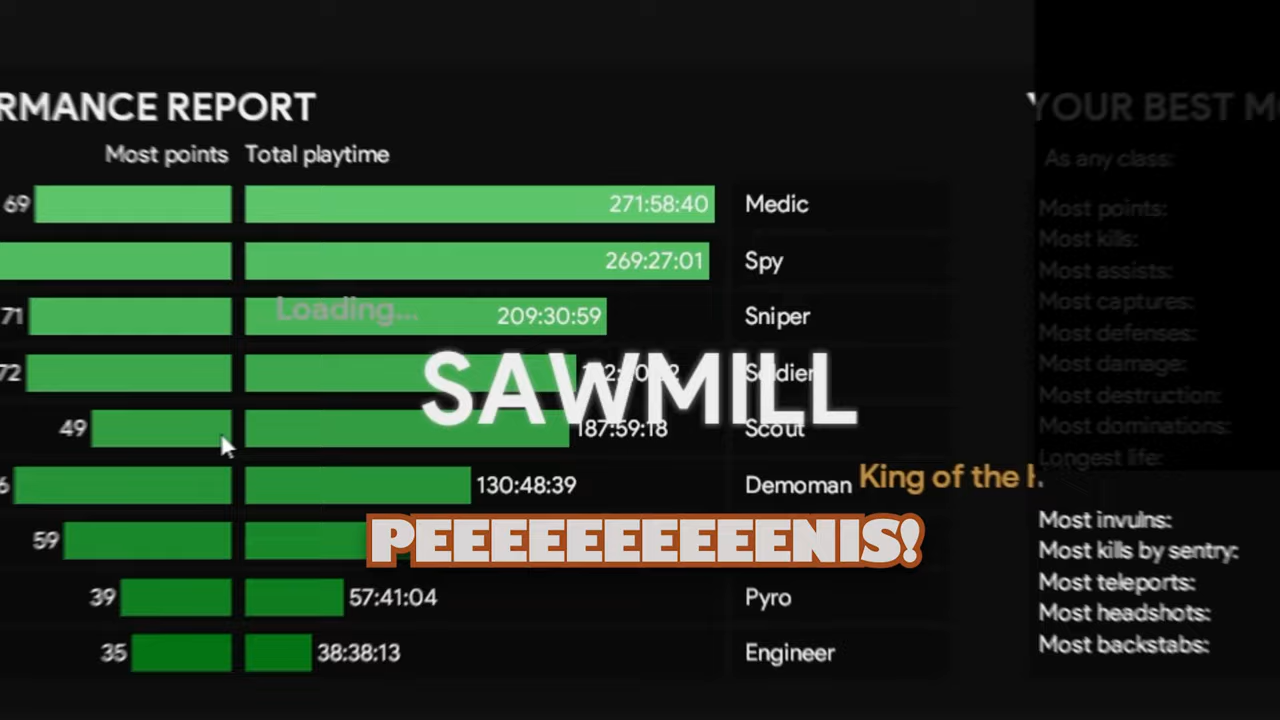 RMANCE REPORT
YOUR BEST M
Most points Total playtime
As any class:
69 271:58:40 Medic
Most points:
Most kills:
269:27:01 Spy
Most assists:
Most captures:
Loading...
71 209:30:59 Sniper
Most defenses:
Most damage:
72 Soldier
SAWMILL
Most destruction:
49 187:59:18 Scout
Most dominations:
Longest life:
King of the
6 130:48:39 Demoman
Most invulns:
PEEEEEEEEEENIS!
59
Most kills by sentry:
Most teleports:
39 57:41:04 Pyro
Most headshots:
Most backstabs:
35 38:38:13 Engineer